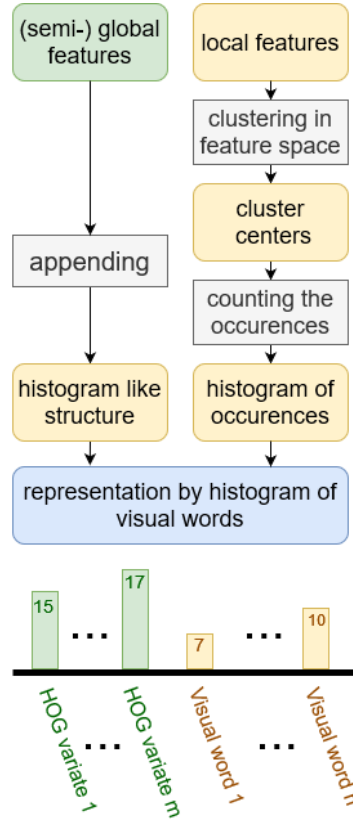 (semi-) global
features
local features
clustering in
feature space
cluster
centers
appending
counting the
occurences
histogram like
structure
histogram of
occurences
representation by histogram of
visual words
15
17
7
10
HOG variate 1
HOG variate m
Visual word 1
Visual word n